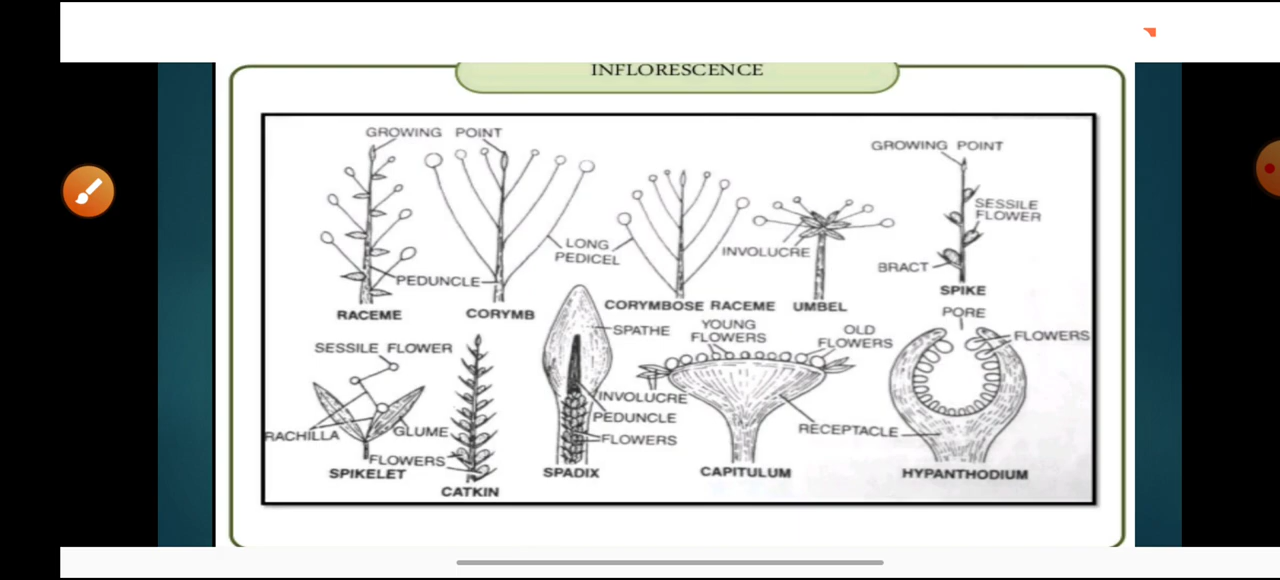 INFLORESCENCE
GROWING POINT
GROWING POINT
SESSILE
FLOWER
LONG
PEDICEL
INVOLUCRE
BRACT
PEDUNCLE
RACEME
CORYMB
CORYMBOSE RACEME
UMBEL
SPIKE
SPATHE
YOUNG
FLOWERS
OLD
FLOWERS
PORE
FLOWERS
SESSILE FLOWER
INVOLUCRE
PEDUNCLE
FLOWERS
RECEPTACLE
RACHILLA
GLUME
FLOWERS
SPIKELET
CATKIN
SPADIX
CAPITULUM
HYPANTHODIUM